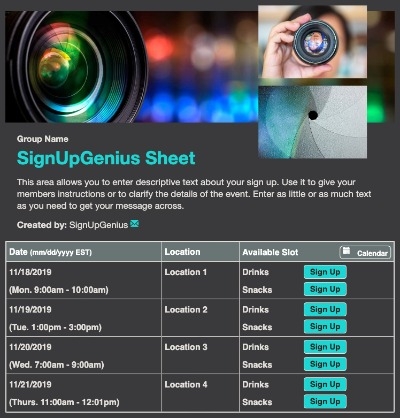 Group Name
SignUpGenius Sheet
This area allows you to enter descriptive text about your sign up. Use it to give your
members instructions or to clarify the details of the event. Enter as little or as much text
as you need to get your message across.
Created by: SignUpGenius
Date (mm/dd/yyyy EST) Location Available Slot Calendar
11/18/2019 Location 1 Drinks Sign Up
(Mon. 9:00am - 10:00am) Snacks Sign Up
11/19/2019 Location 2 Drinks Sign Up
(Tue. 1:00pm - 3:00pm) Snacks Sign Up
11/20/2019 Location 3 Drinks Sign Up
(Wed. 7:00am - 9:00am) Snacks Sign Up
11/21/2019 Location 4 Drinks Sign Up
(Thurs. 11:00am - 12:01pm) Snacks Sign Up